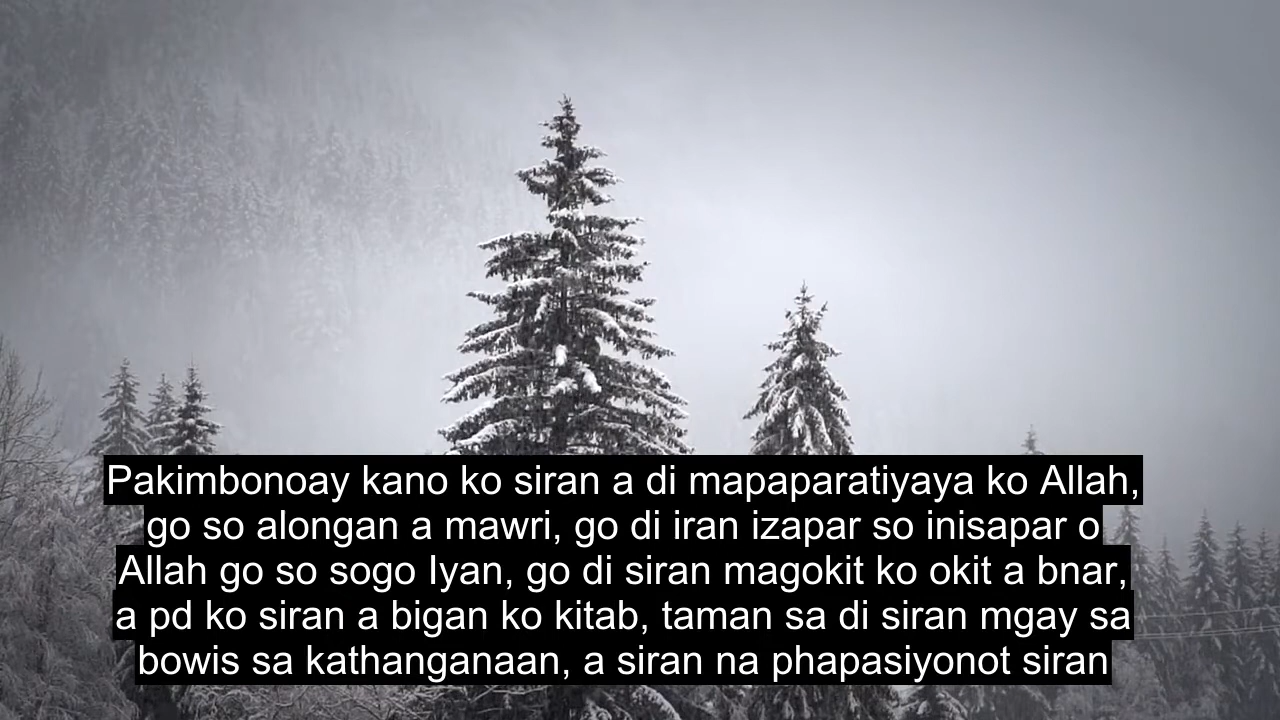 Pakimbonoay kano ko siran a di mapaparatiyaya ko Allah,
go so alongan a mawri, go di iran izapar so inisapar o
Allah go so sogo Iyan, go di siran magokit ko okit a bnar,
a pd ko siran a bigan ko kitab, taman sa di siran mgay sa
bowis sa kathanganaan, a siran na phapasiyonot siran